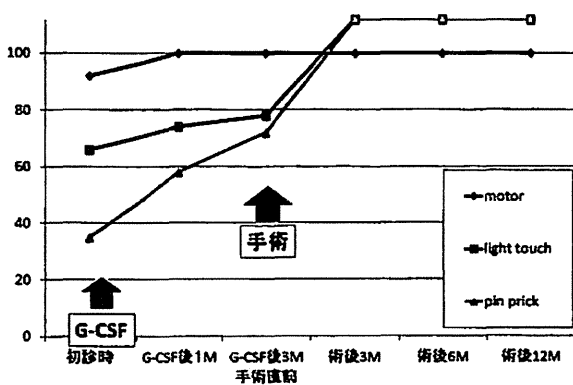 100
80
60
40
20
0
手術
G-CSF
motor
light touch
pin prick
初診時
G-CSF後1M
G-CSF後3M
手術直前
術後3M
術後6M
術後12M